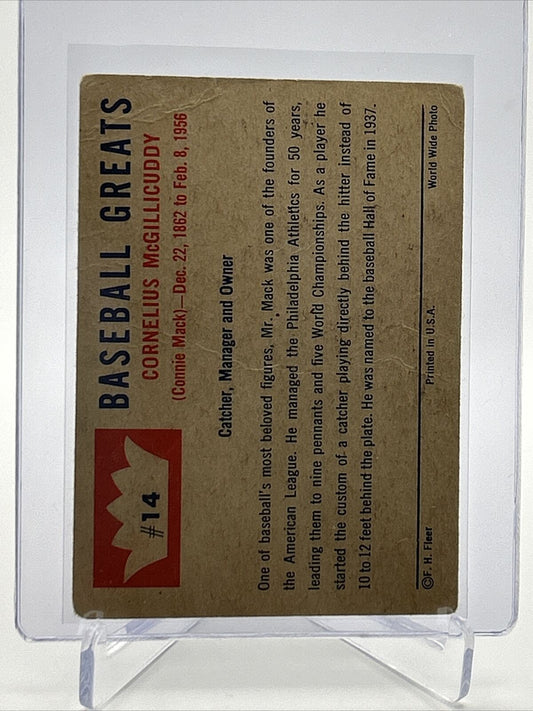 #14
BASEBALL GREATS
CORNELIUS McGILLICUDDY
(Connie Mack)—Dec. 22, 1862 to Feb. 8, 1956
Catcher, Manager and Owner
One of baseball's most beloved figures, Mr. Mack was one of the founders of
the American League. He managed the Philadelphia Athletics for 50 years,
leading them to nine pennants and five World Championships. As a player he
started the custom of a catcher playing directly behind the hitter instead of
10 to 12 feet behind the plate. He was named to the baseball Hall of Fame in 1937.
©F. H. Fleer
Printed in U.S.A.
World Wide Photo